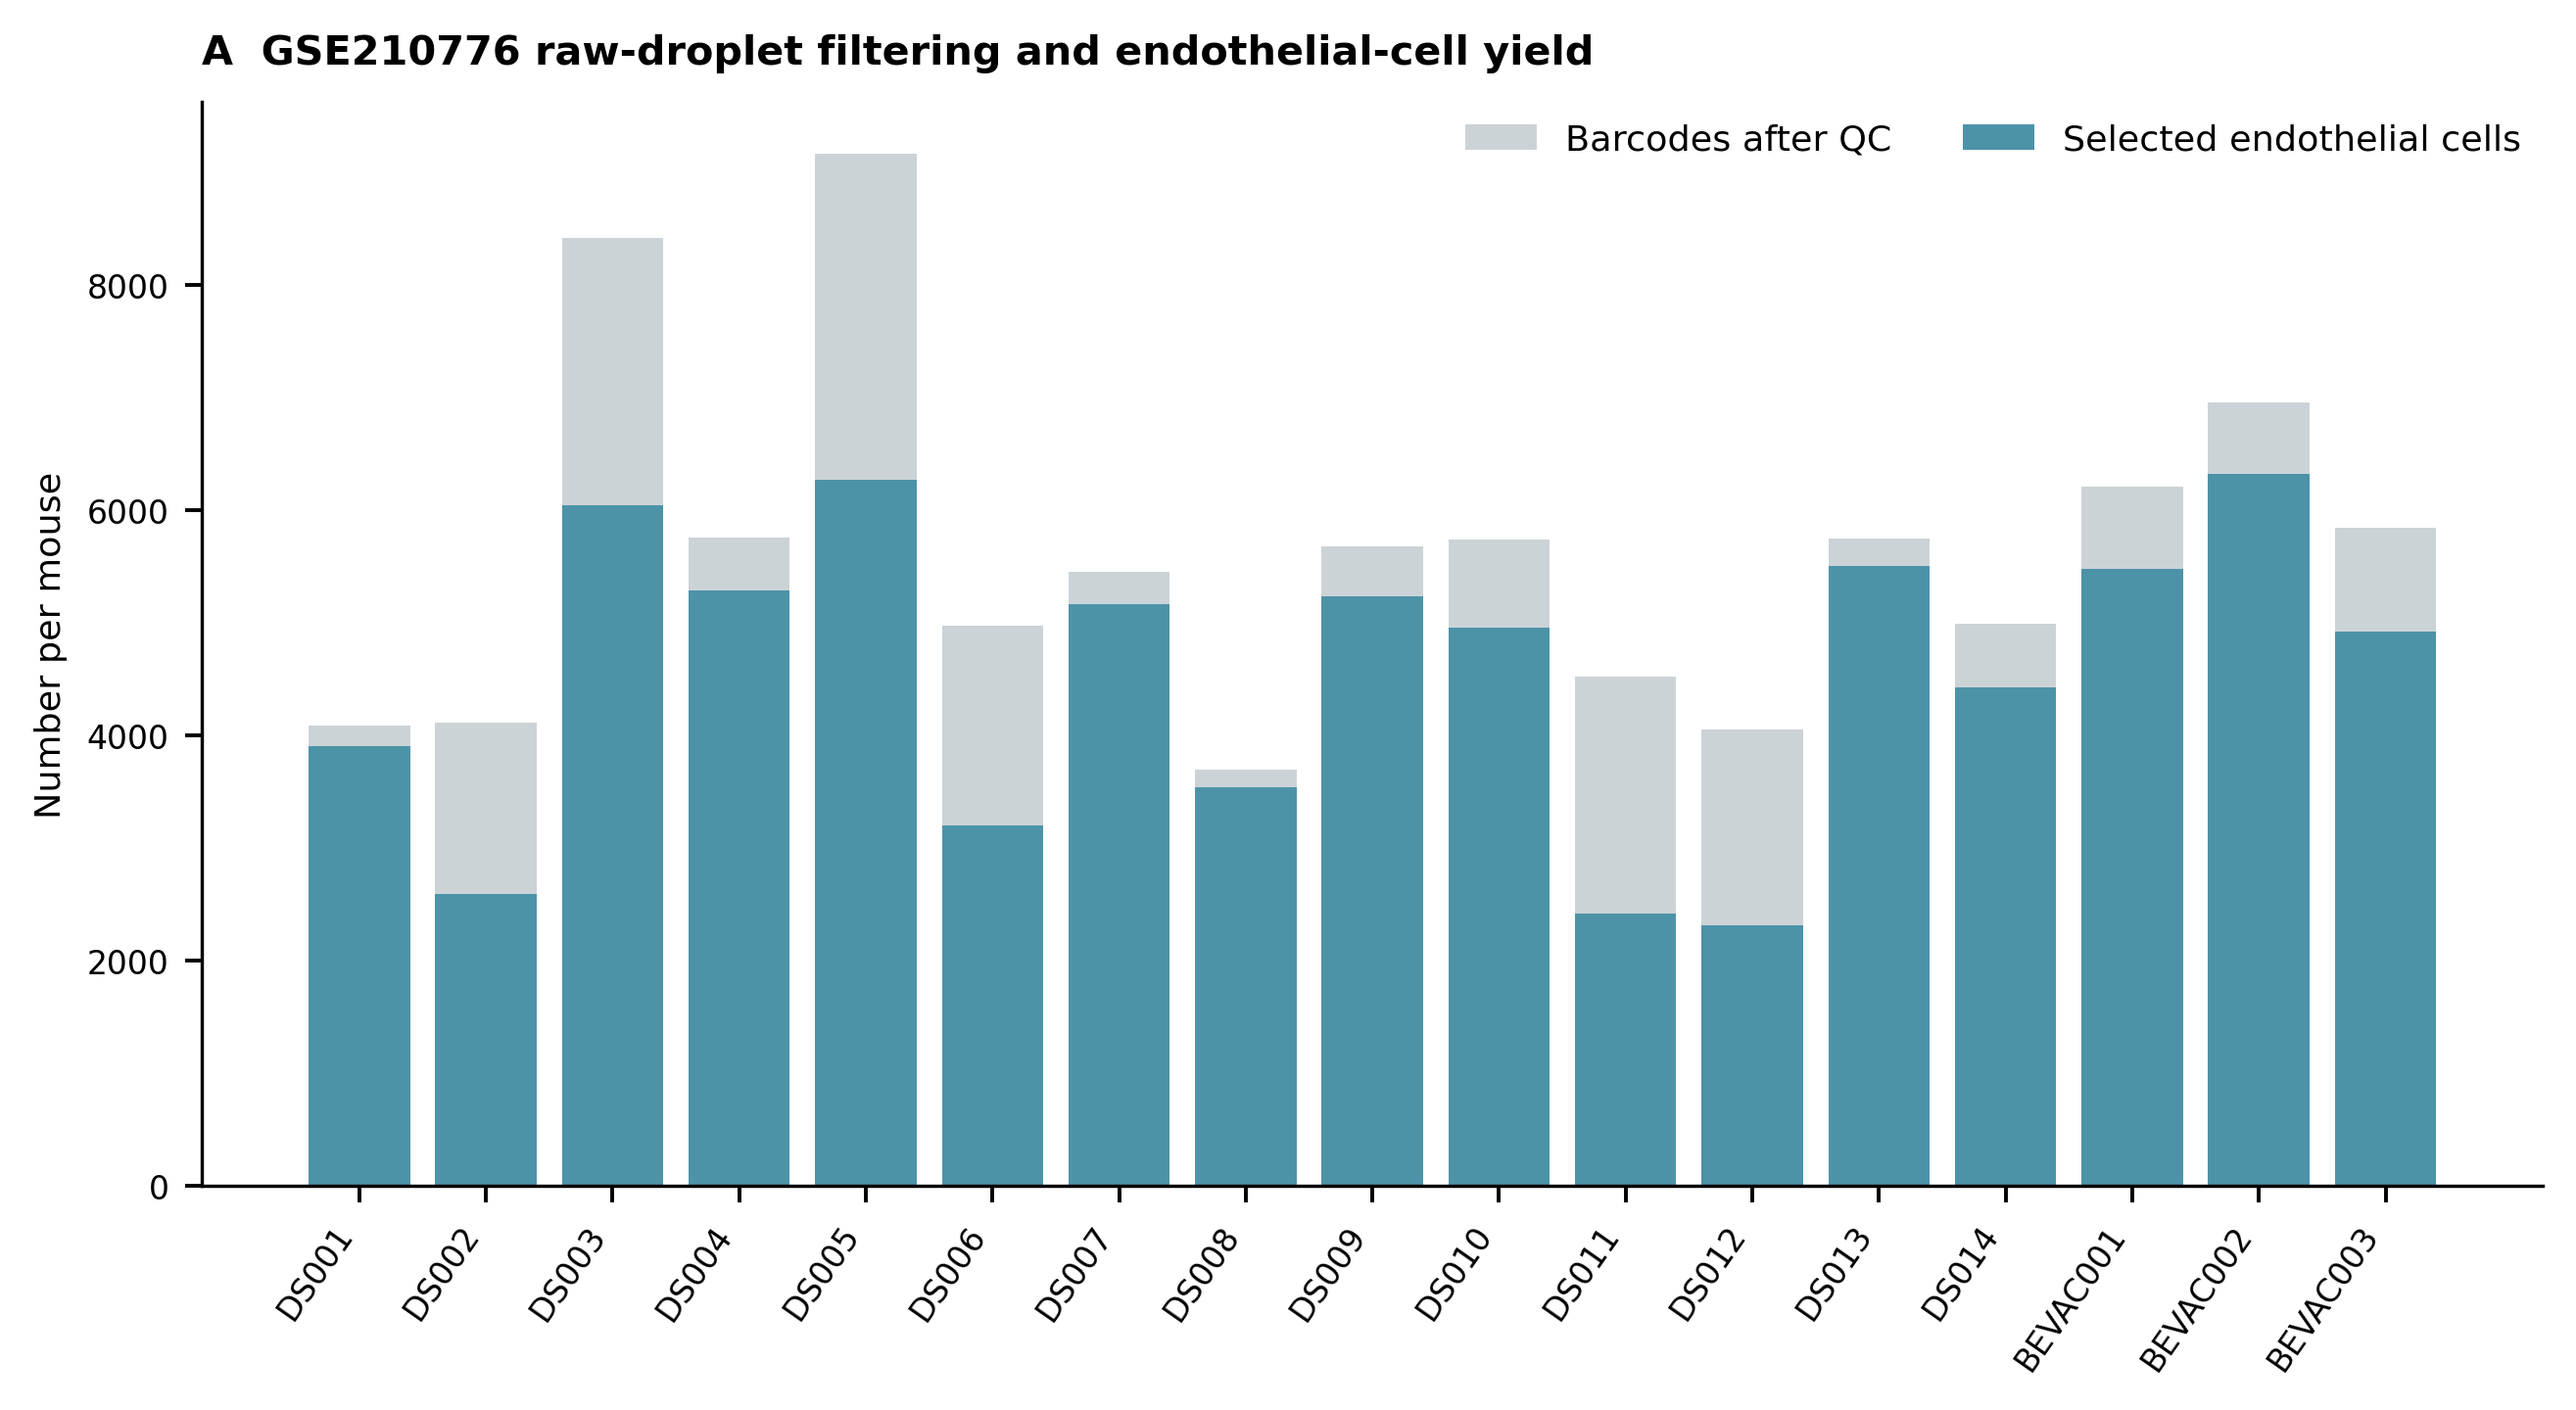 A GSE210776 raw-droplet filtering and endothelial-cell yield
Barcodes after QC
Selected endothelial cells
Number per mouse
8000
6000
4000
2000
0
DS001
DS002
DS003
DS004
DS005
DS006
DS007
DS008
DS009
DS010
DS011
DS012
DS013
DS014
BEVAC001
BEVAC002
BEVAC003